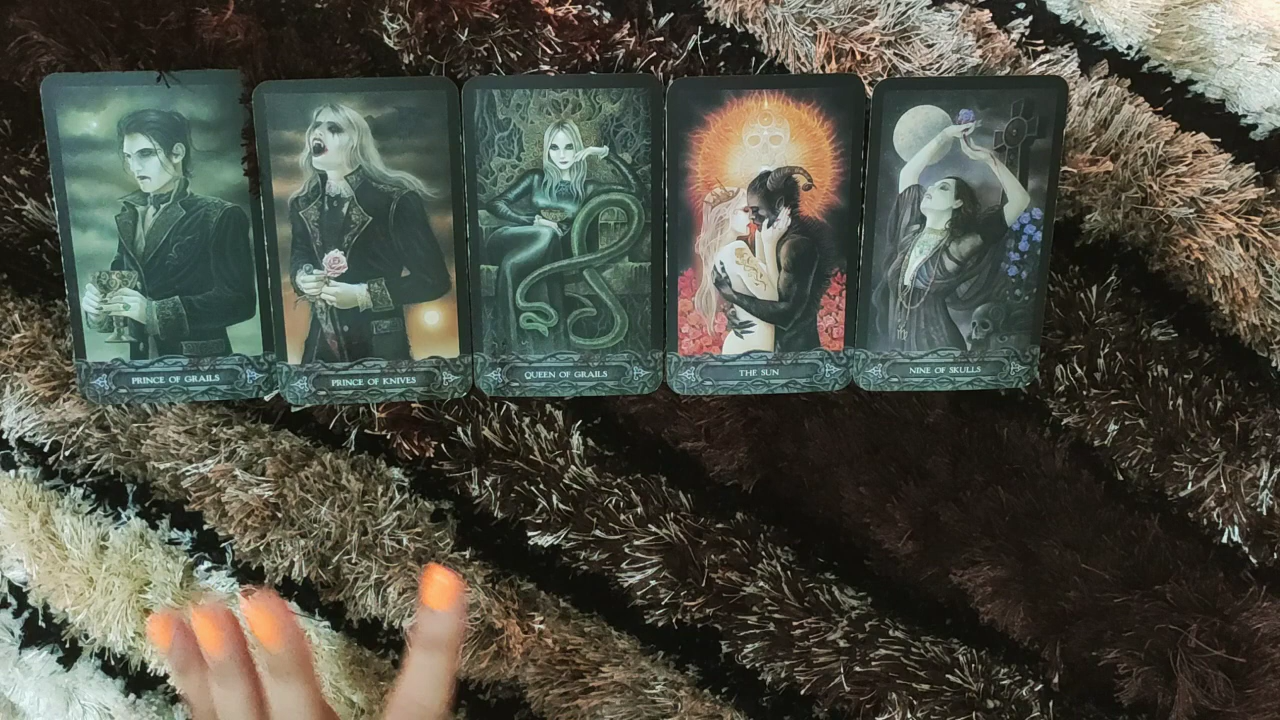 PRINCE OF GRAILS
PRINCE OF KNIVES
QUEEN OF GRAILS
THE SUN
NINE OF SKULLS